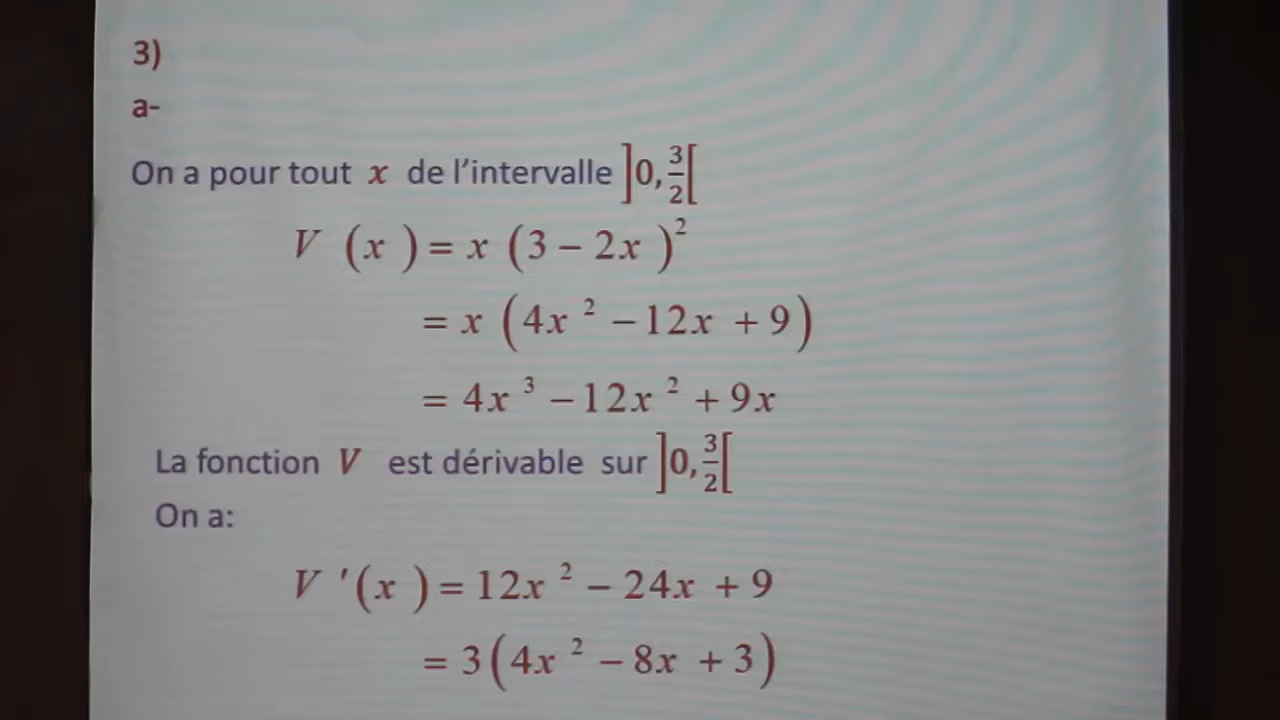 3)
a-
On a pour tout x de l'intervalle ]0, 3/2[
V (x) = x (3 − 2x)²
= x (4x² − 12x + 9)
= 4x³ − 12x² + 9x
La fonction V est dérivable sur ]0, 3/2[
On a:
V '(x) = 12x² − 24x + 9
= 3(4x² − 8x + 3)